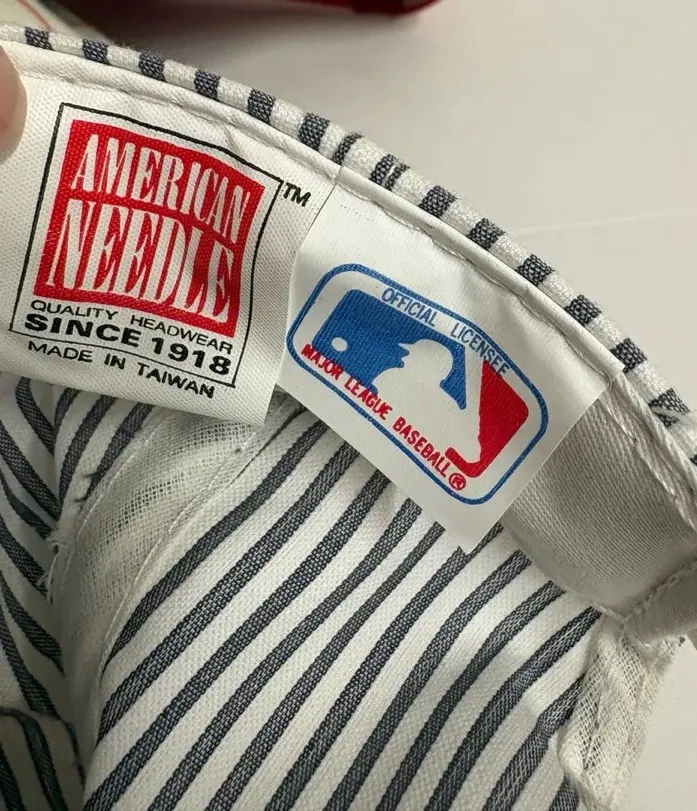 AMERICAN
NEEDLE
TM
QUALITY HEADWEAR
SINCE 1918
MADE IN TAIWAN
OFFICIAL LICENSEE
MAJOR LEAGUE BASEBALL®